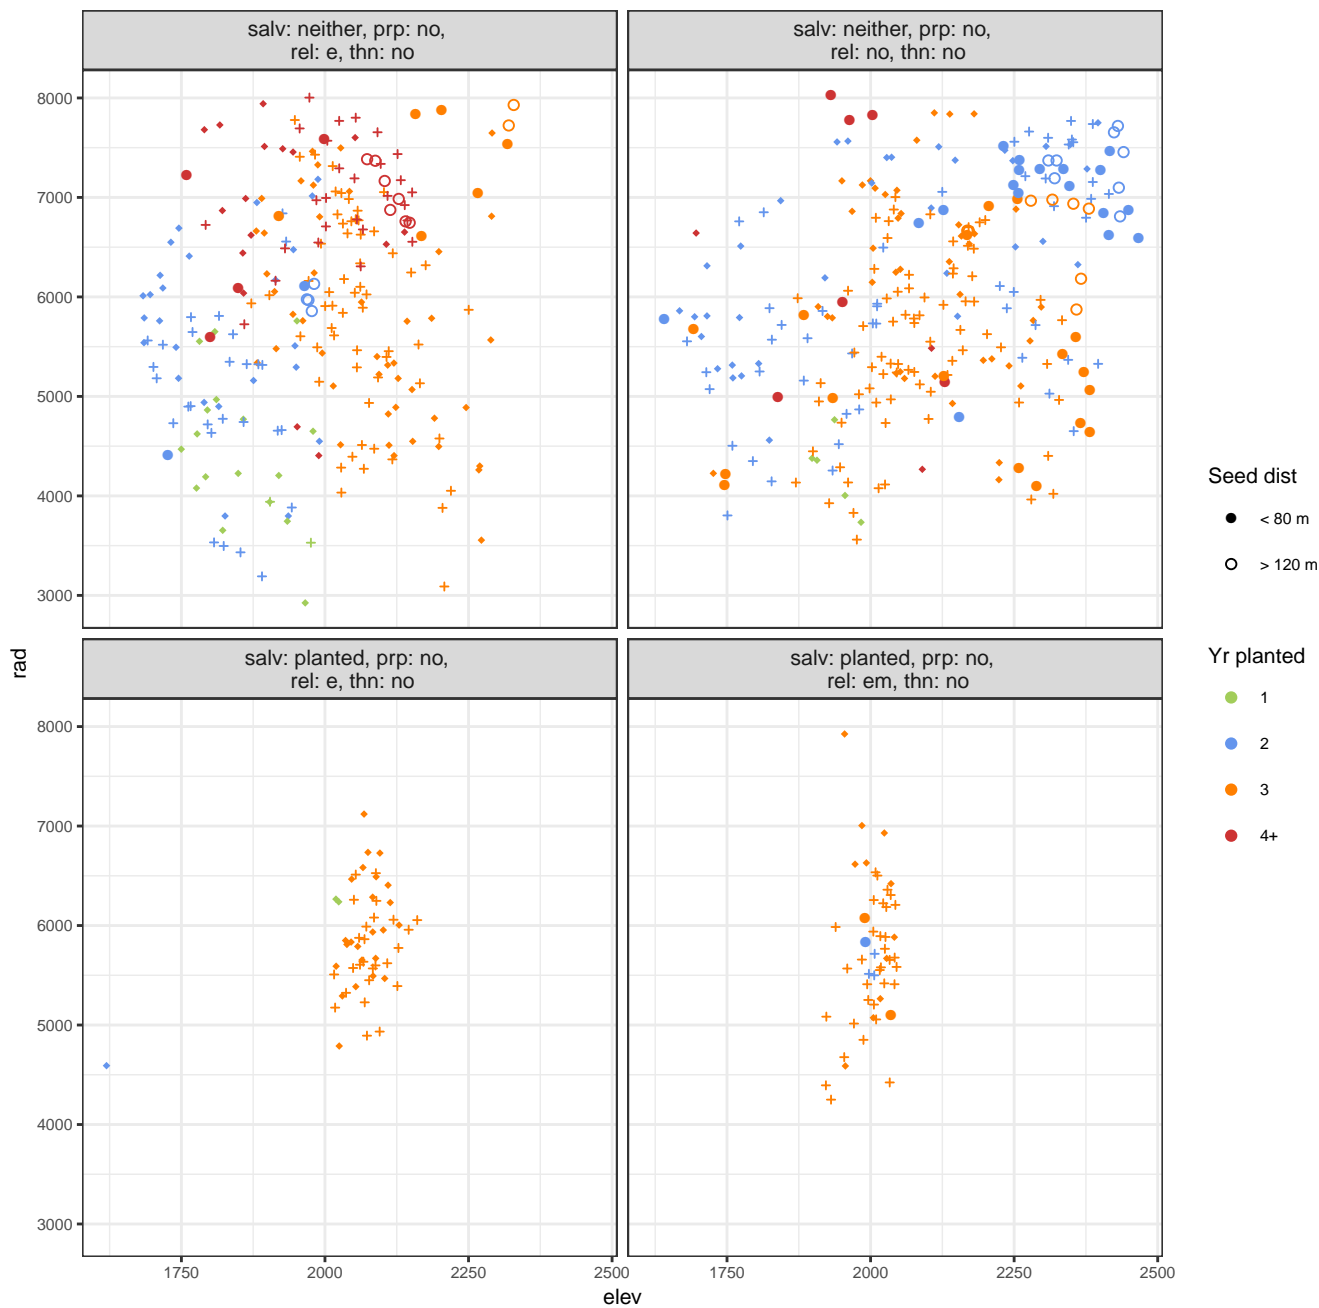 salv: neither, prp: no,
rel: e, thn: no
salv: neither, prp: no,
rel: no, thn: no
8000
7000
6000
5000
4000
3000
salv: planted, prp: no,
rel: e, thn: no
salv: planted, prp: no,
rel: em, thn: no
8000
7000
6000
5000
4000
3000
rad
1750
2000
2250
2500
1750
2000
2250
2500
elev
Seed dist
< 80 m
> 120 m
Yr planted
1
2
3
4+